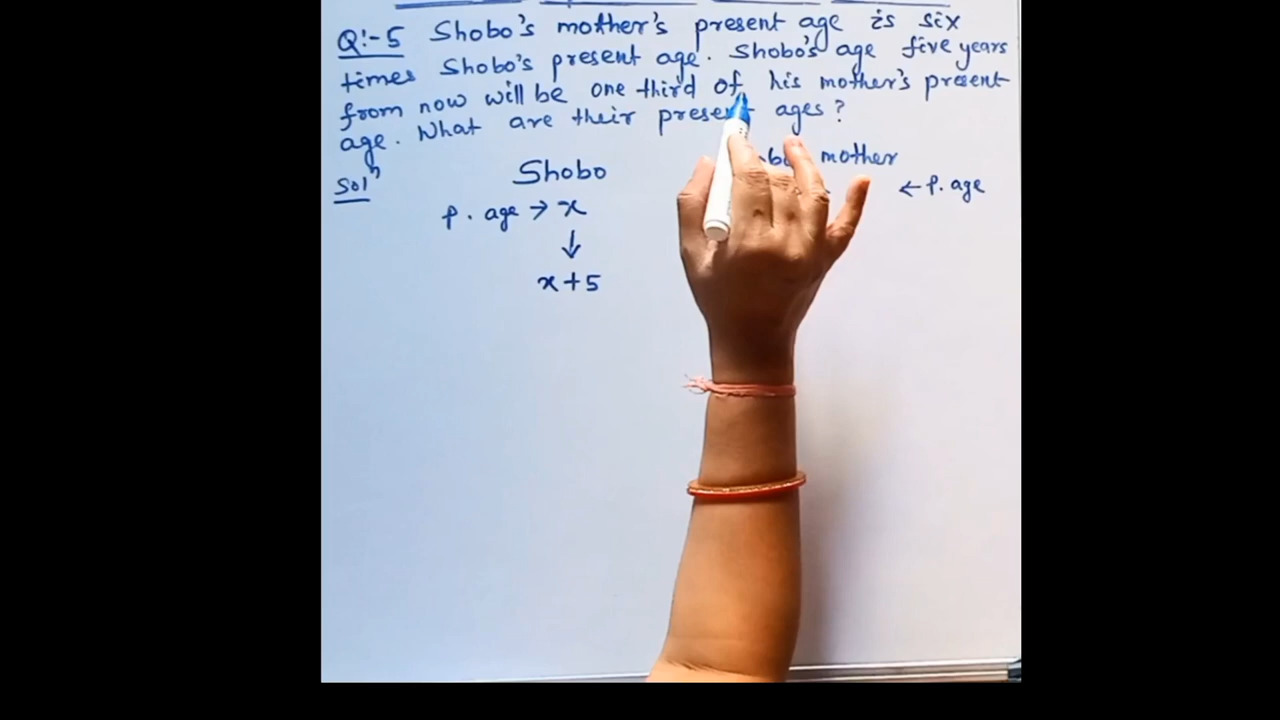 Q:-5 Shobo's mother's present age is six
times Shobo's present age. Shobo's age five years
from now will be one third of his mother's present
age. What are their present ages?
Solⁿ Shobo mother
p. age → x ← p. age
↓
x+5